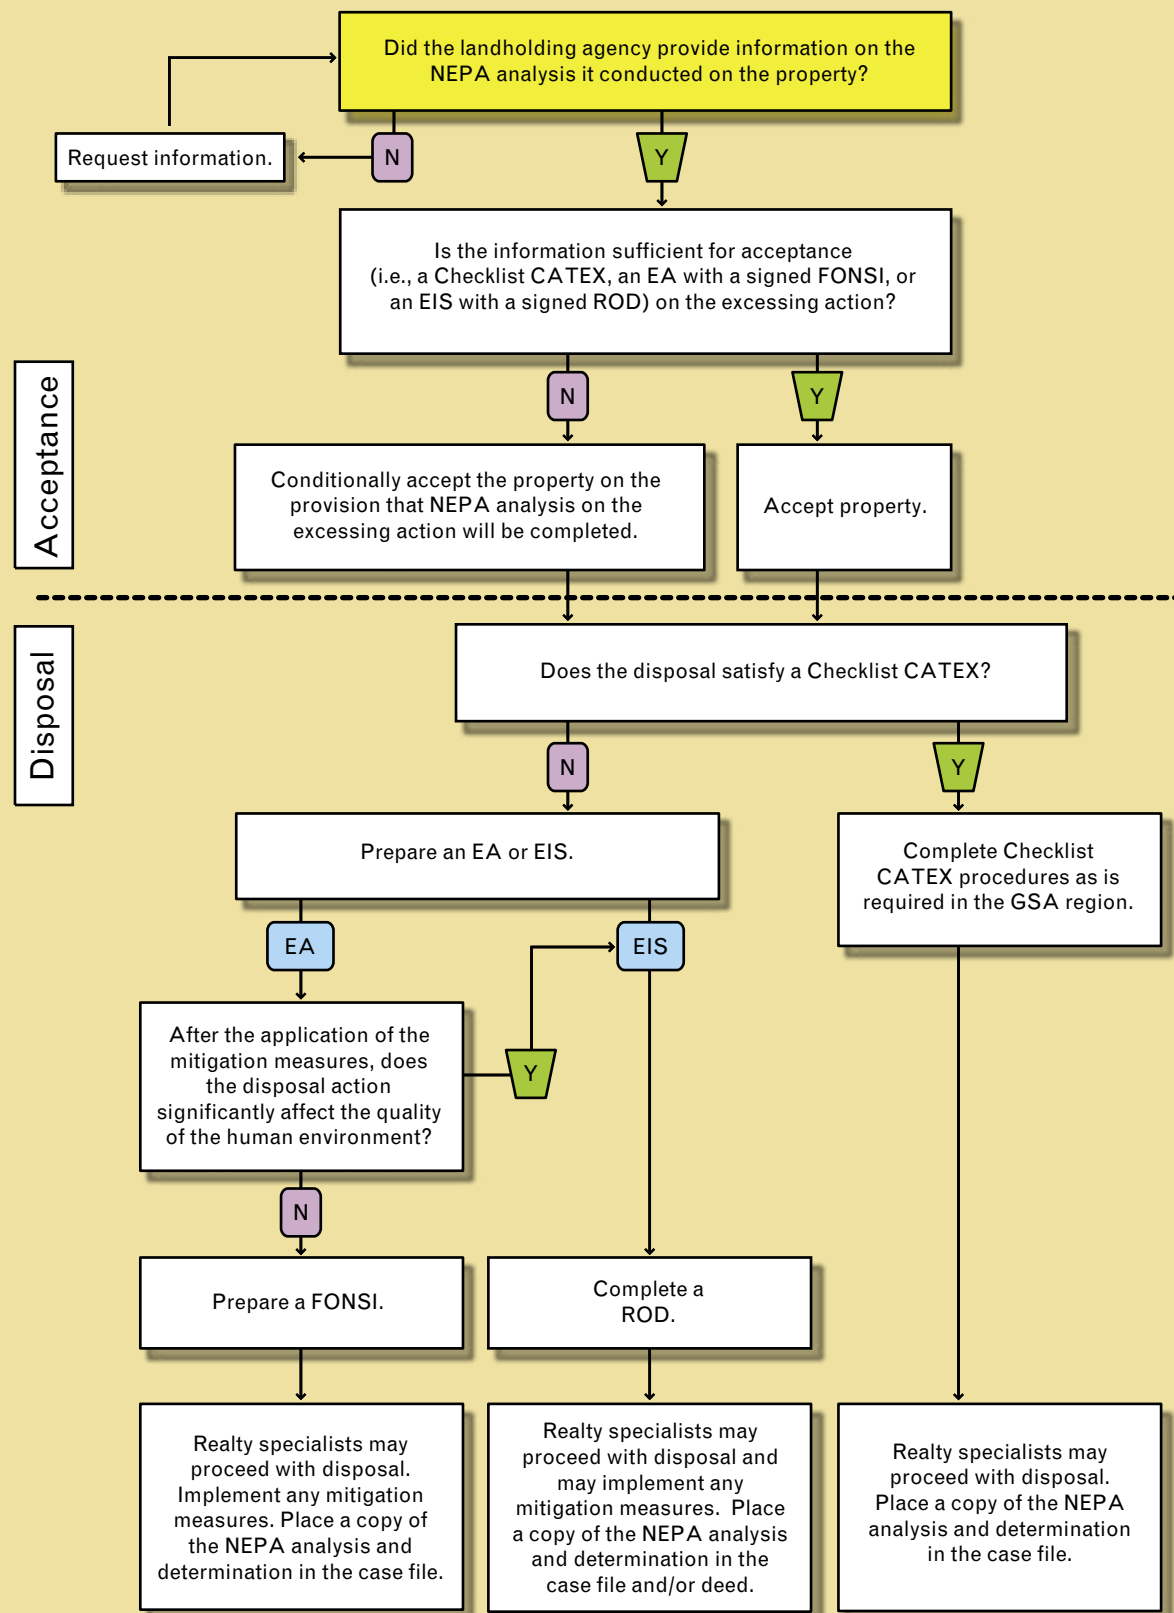 Did the landholding agency provide information on the
NEPA analysis it conducted on the property?
Request information.
N
Y
Is the information sufficient for acceptance
(i.e., a Checklist CATEX, an EA with a signed FONSI, or
an EIS with a signed ROD) on the excessing action?
Acceptance
N
Y
Conditionally accept the property on the
provision that NEPA analysis on the
excessing action will be completed.
Accept property.
Disposal
Does the disposal satisfy a Checklist CATEX?
N
Y
Prepare an EA or EIS.
Complete Checklist
CATEX procedures as is
required in the GSA region.
EA
EIS
After the application of the
mitigation measures, does
the disposal action
significantly affect the quality
of the human environment?
Y
N
Prepare a FONSI.
Complete a
ROD.
Realty specialists may
proceed with disposal.
Implement any mitigation
measures. Place a copy of
the NEPA analysis and
determination in the case file.
Realty specialists may
proceed with disposal and
may implement any
mitigation measures.  Place
a copy of the NEPA analysis
and determination in the
case file and/or deed.
Realty specialists may
proceed with disposal.
Place a copy of the NEPA
analysis and determination
in the case file.